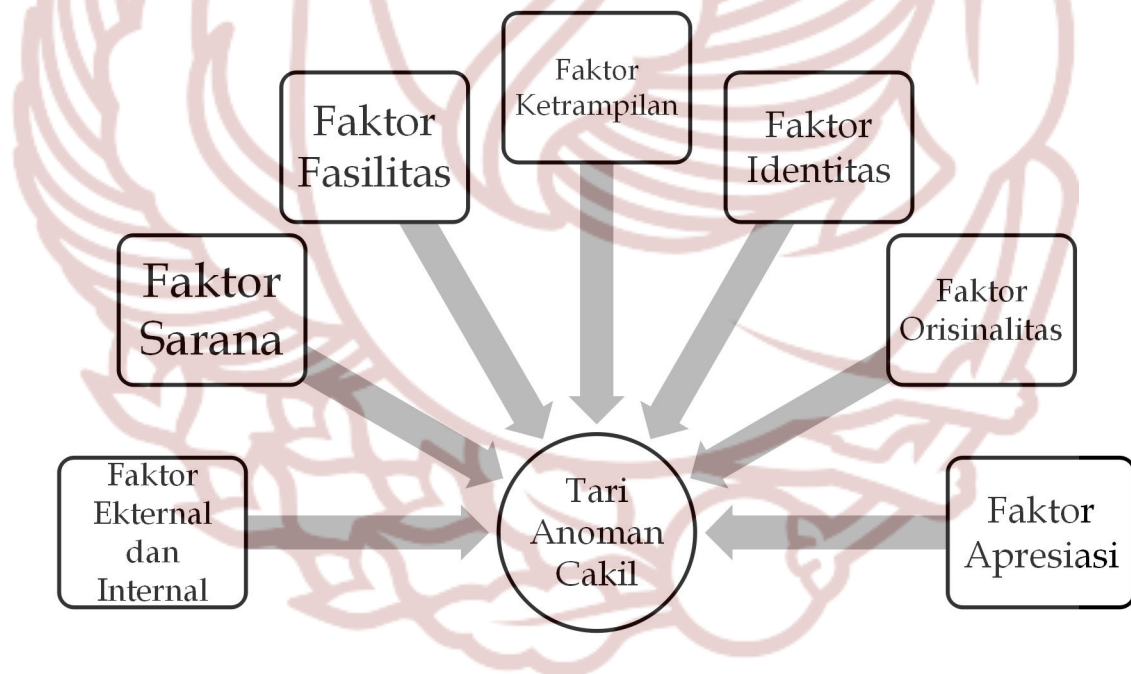 Faktor
Ketrampilan
Faktor
Fasilitas
Faktor
Identitas
Faktor
Sarana
Faktor
Orisinalitas
Faktor
Ekternal
dan
Internal
Tari
Anoman
Cakil
Faktor
Apresiasi